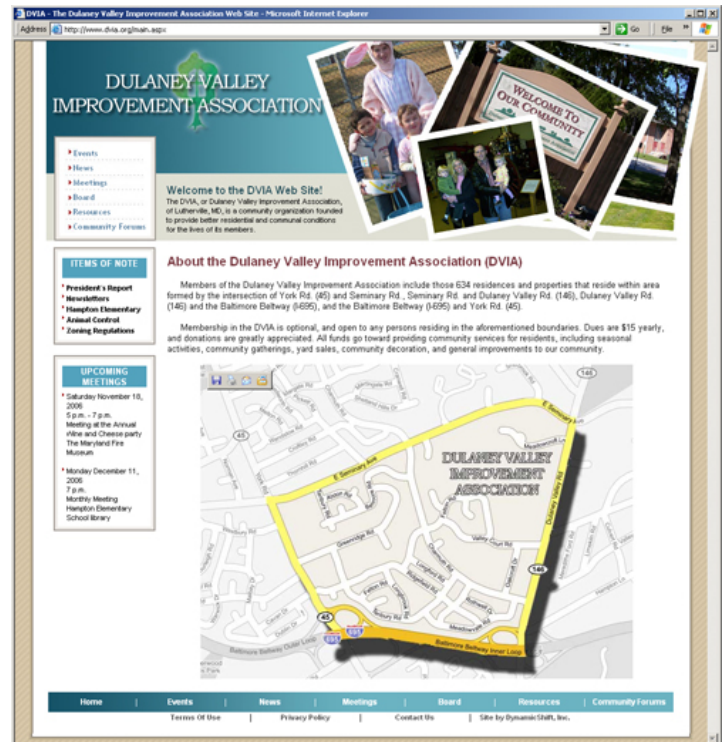 DVIA - The Dulaney Valley Improvement Association Web Site - Microsoft Internet Explorer
Address http://www.dvia.org/main.aspx Go File
DULANEY VALLEY
IMPROVEMENT ASSOCIATION
WELCOME TO
OUR COMMUNITY
Events
News
Meetings
Board
Resources
Community Forums
Welcome to the DVIA Web Site!
The DVIA, or Dulaney Valley Improvement Association,
of Lutherville, MD, is a community organization founded
to provide better residential and communal conditions
for the lives of its members.
ITEMS OF NOTE
President's Report
Newsletters
Hampton Elementary
Animal Control
Zoning Regulations
UPCOMING
MEETINGS
Saturday November 18,
2006
5 p.m. - 7 p.m.
Meeting at the Annual
Wine and Cheese party
The Maryland Fire
Museum
Monday December 11,
2006
7 p.m.
Monthly Meeting
Hampton Elementary
School library
About the Dulaney Valley Improvement Association (DVIA)
Members of the Dulaney Valley Improvement Association include those 634 residences and properties that reside within area
formed by the intersection of York Rd. (45) and Seminary Rd., Seminary Rd. and Dulaney Valley Rd. (146), Dulaney Valley Rd.
(146) and the Baltimore Beltway (I-695), and the Baltimore Beltway (I-695) and York Rd. (45).
Membership in the DVIA is optional, and open to any persons residing in the aforementioned boundaries. Dues are $15 yearly,
and donations are greatly appreciated. All funds go toward providing community services for residents, including seasonal
activities, community gatherings, yard sales, community decoration, and general improvements to our community.
146
E Seminary Ave
45
Meadowcroft Ln
DULANEY VALLEY
IMPROVEMENT
ASSOCIATION
E Seminary Ave
Dulaney Valley Rd
Greenridge Rd
Valley Court Rd
146
45
695
695
Baltimore Beltway Outer Loop
Baltimore Beltway Inner Loop
Home | Events | News | Meetings | Board | Resources | Community Forums
Terms Of Use | Privacy Policy | Contact Us | Site by DynamicShift, Inc.